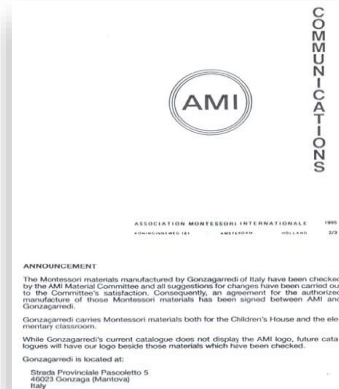 COMMUNICATIONS
AMI
ASSOCIATION MONTESSORI INTERNATIONALE 1995
KONINGINNEWEG 161 AMSTERDAM HOLLAND 2/3
ANNOUNCEMENT
The Montessori materials manufactured by Gonzagarredi of Italy have been checked
by the AMI Material Committee and all suggestions for changes have been carried ou
to the Committee's satisfaction. Consequently, an agreement for the authorized
manufacture of those Montessori materials has been signed between AMI and
Gonzagarredi.
Gonzagarredi carries Montessori materials both for the Children's House and the ele-
mentary classroom.
While Gonzagarredi's current catalogue does not display the AMI logo, future cata-
logues will have our logo beside those materials which have been checked.
Gonzagarredi is located at:
Strada Provinciale Pascoletto 5
46023 Gonzaga (Mantova)
Italy